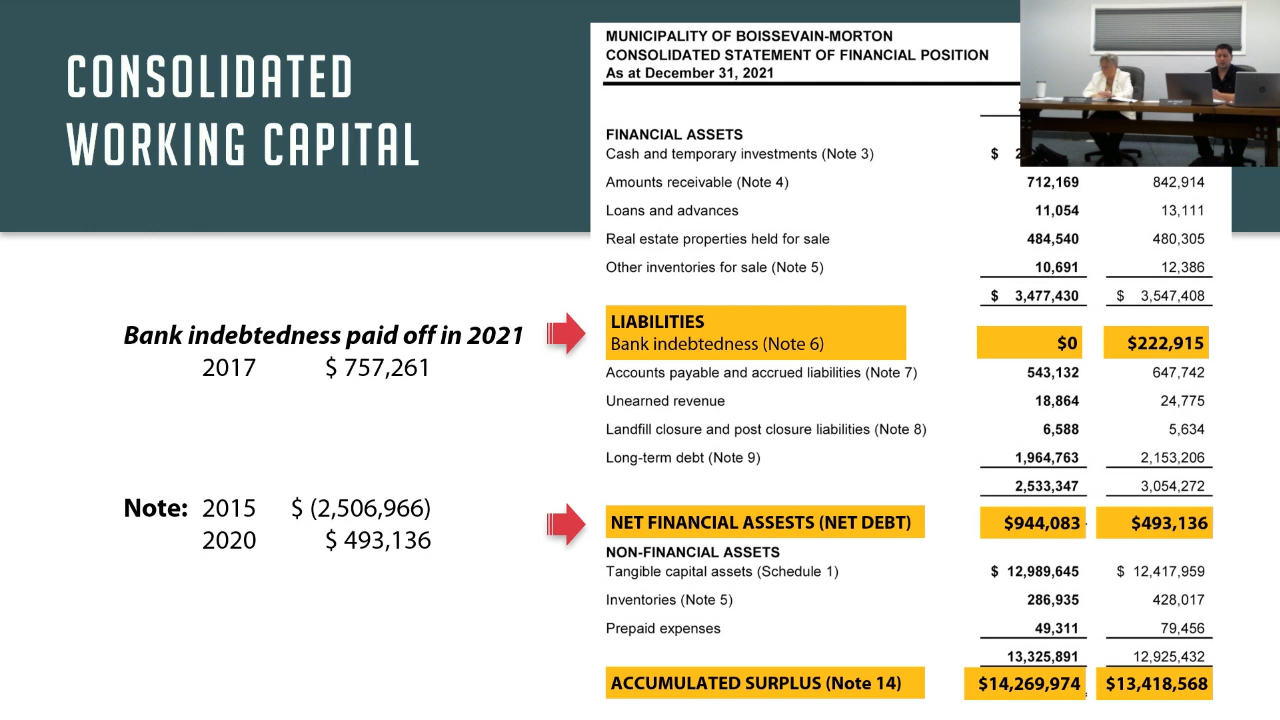 CONSOLIDATED
WORKING CAPITAL
MUNICIPALITY OF BOISSEVAIN-MORTON
CONSOLIDATED STATEMENT OF FINANCIAL POSITION
As at December 31, 2021
FINANCIAL ASSETS
Cash and temporary investments (Note 3) $ 2
Amounts receivable (Note 4) 712,169 842,914
Loans and advances 11,054 13,111
Real estate properties held for sale 484,540 480,305
Other inventories for sale (Note 5) 10,691 12,386
$ 3,477,430 $ 3,547,408
Bank indebtedness paid off in 2021
2017 $ 757,261
LIABILITIES
Bank indebtedness (Note 6) $0 $222,915
Accounts payable and accrued liabilities (Note 7) 543,132 647,742
Unearned revenue 18,864 24,775
Landfill closure and post closure liabilities (Note 8) 6,588 5,634
Long-term debt (Note 9) 1,964,763 2,153,206
2,533,347 3,054,272
Note: 2015 $ (2,506,966)
2020 $ 493,136
NET FINANCIAL ASSESTS (NET DEBT) $944,083 $493,136
NON-FINANCIAL ASSETS
Tangible capital assets (Schedule 1) $ 12,989,645 $ 12,417,959
Inventories (Note 5) 286,935 428,017
Prepaid expenses 49,311 79,456
13,325,891 12,925,432
ACCUMULATED SURPLUS (Note 14) $14,269,974 $13,418,568